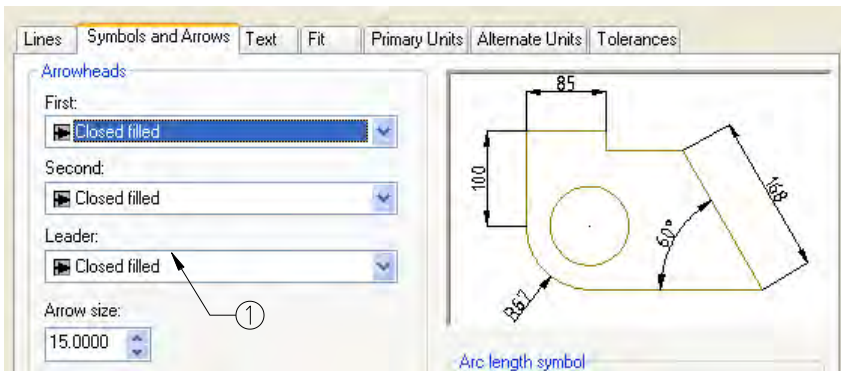 Lines Symbols and Arrows Text Fit Primary Units Alternate Units Tolerances
Arrowheads
First:
Closed filled
Second:
Closed filled
Leader:
Closed filled
1
Arrow size:
15.0000
85
100
168
60°
R67
Arc length symbol